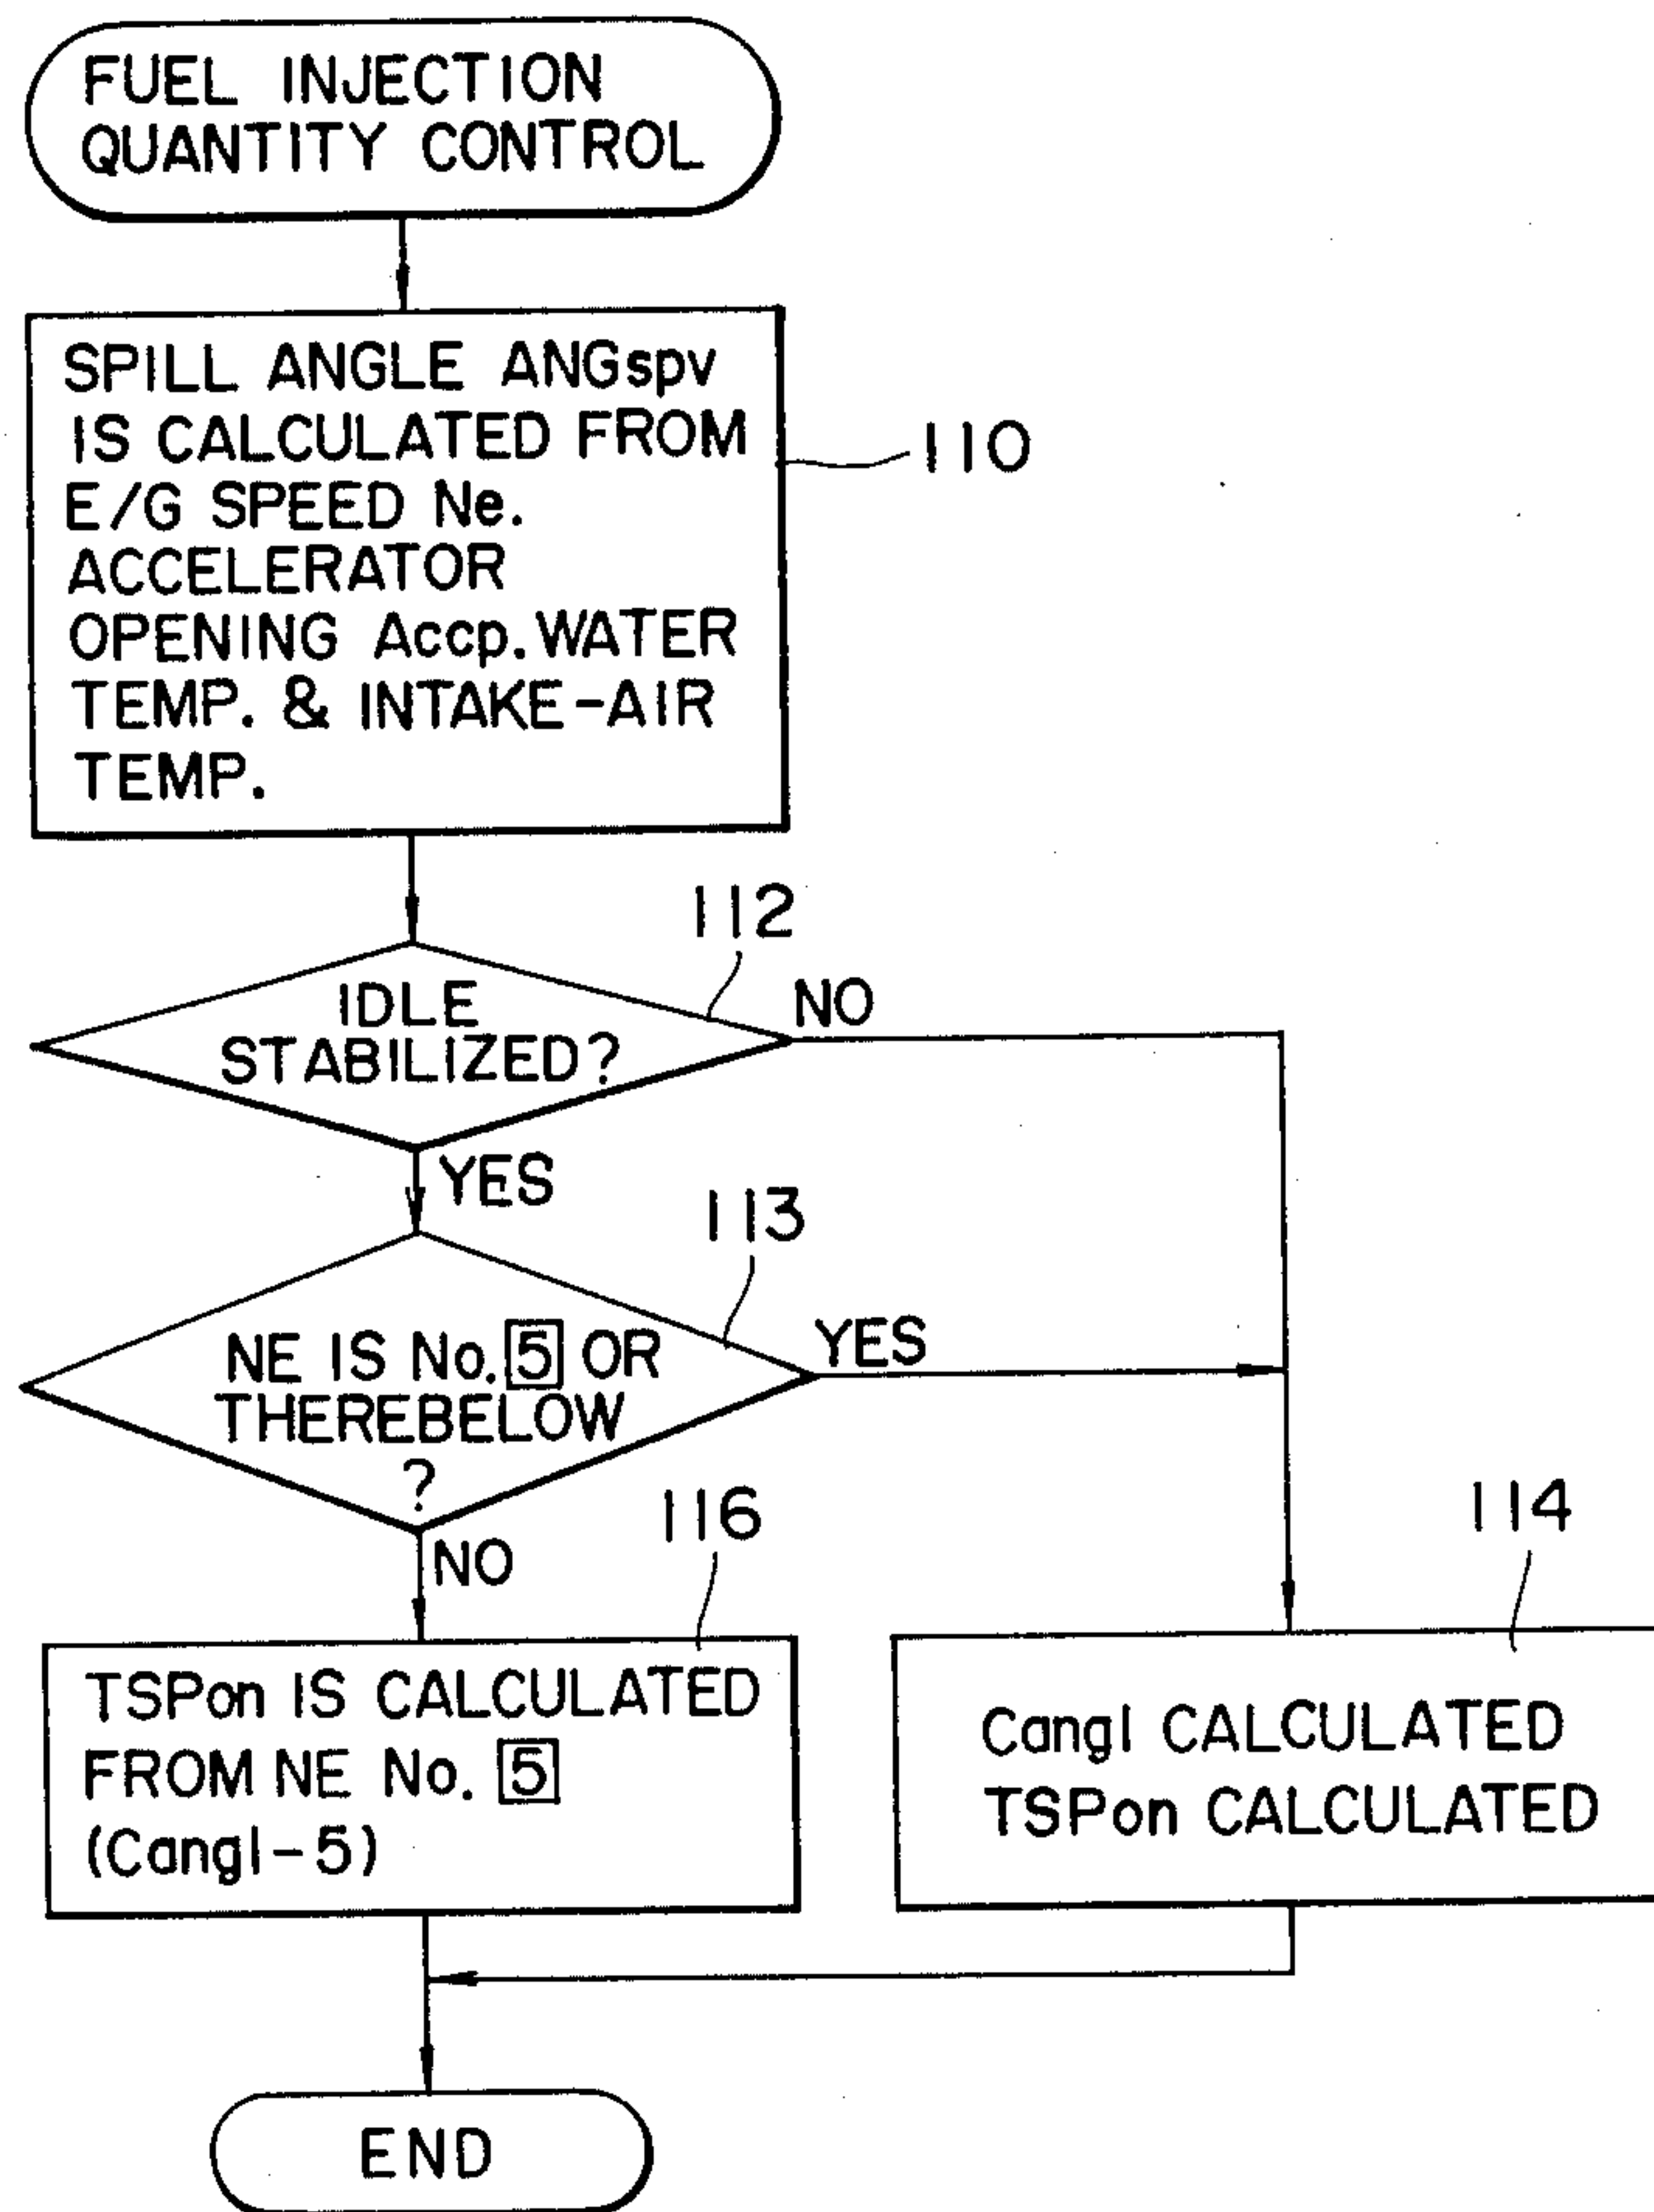 FUEL INJECTION
QUANTITY CONTROL
SPILL ANGLE ANGspv
IS CALCULATED FROM
E/G SPEED Ne.
ACCELERATOR
OPENING Accp. WATER
TEMP. & INTAKE-AIR
TEMP.
110
112
IDLE
STABILIZED?
NO
YES
113
NE IS No. 5 OR
THEREBELOW
?
YES
NO
116
TSPon IS CALCULATED
FROM NE No. 5
(Cangl-5)
114
Cangl CALCULATED
TSPon CALCULATED
END